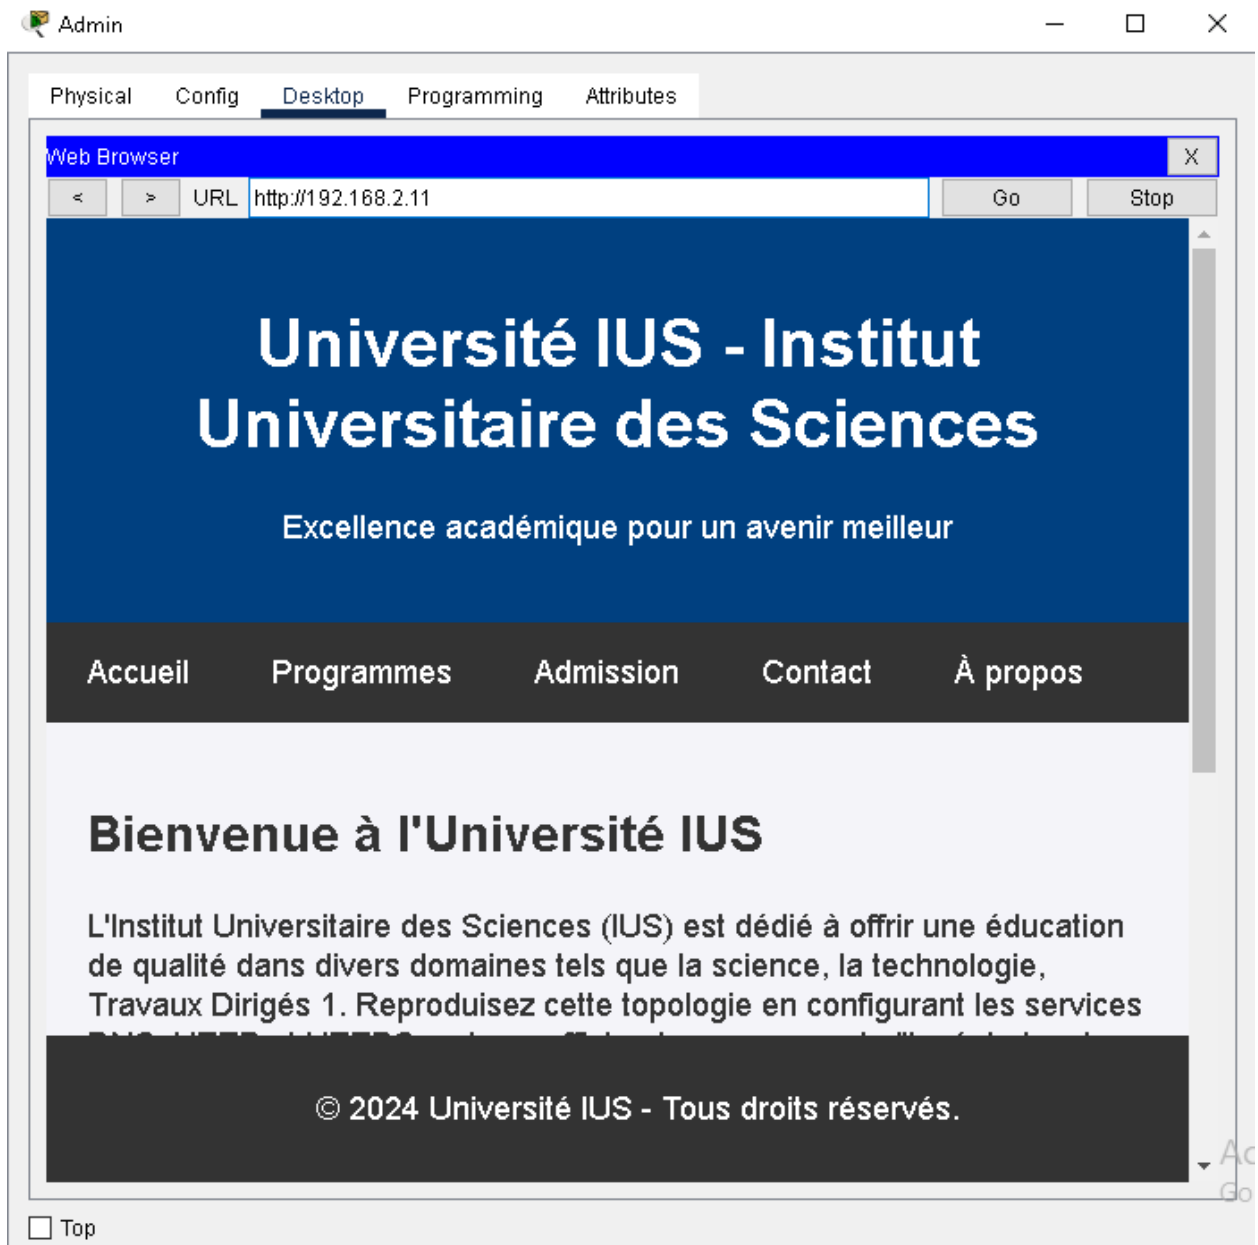 Admin
Physical Config Desktop Programming Attributes
Web Browser X
< > URL http://192.168.2.11 Go Stop
Université IUS - Institut
Universitaire des Sciences
Excellence académique pour un avenir meilleur
Accueil Programmes Admission Contact À propos
Bienvenue à l'Université IUS
L'Institut Universitaire des Sciences (IUS) est dédié à offrir une éducation
de qualité dans divers domaines tels que la science, la technologie,
Travaux Dirigés 1. Reproduisez cette topologie en configurant les services
© 2024 Université IUS - Tous droits réservés.
Top